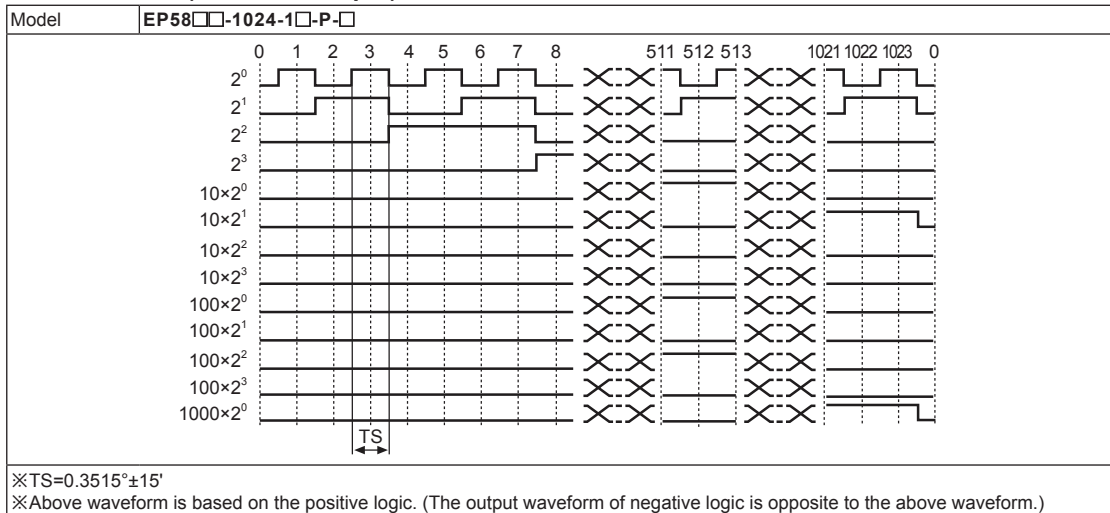 Model EP58□□-1024-1□-P-□
0 1 2 3 4 5 6 7 8 511 512 513 1021 1022 1023 0
2⁰
2¹
2²
2³
10×2⁰
10×2¹
10×2²
10×2³
100×2⁰
100×2¹
100×2²
100×2³
1000×2⁰
TS
※TS=0.3515°±15'
※Above waveform is based on the positive logic. (The output waveform of negative logic is opposite to the above waveform.)